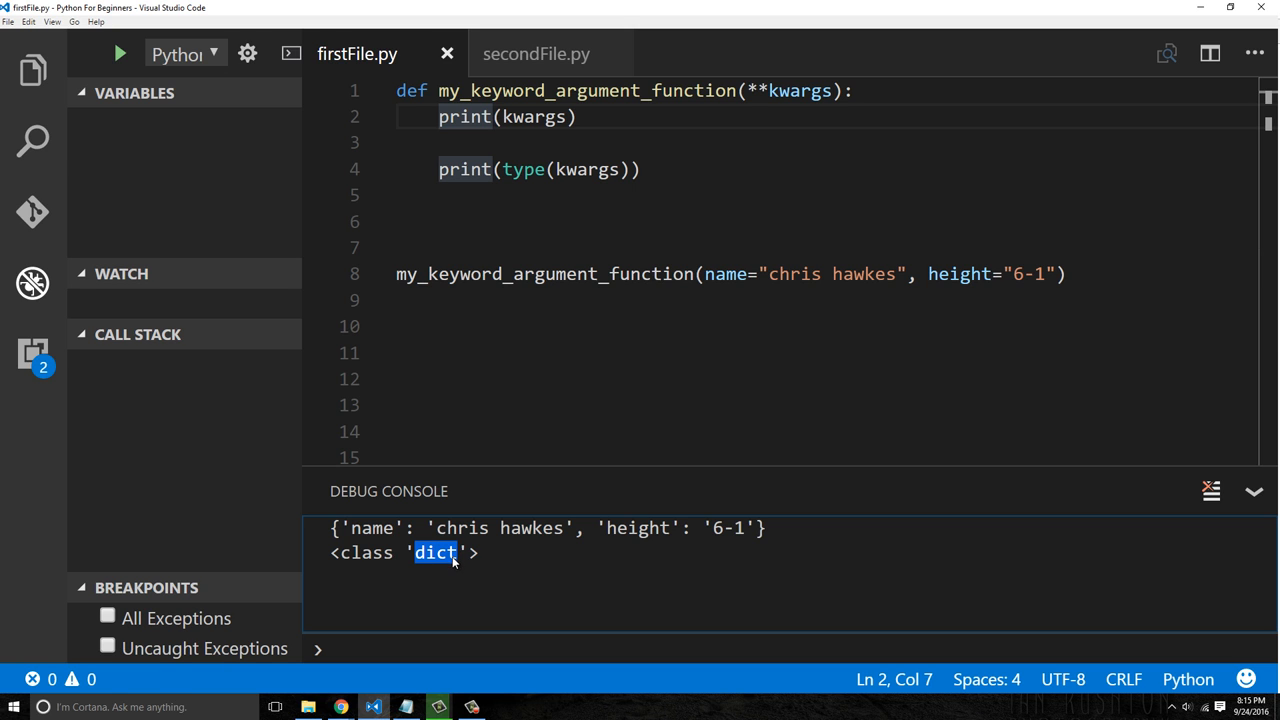 firstFile.py - Python For Beginners - Visual Studio Code
File Edit View Go Help
Python
firstFile.py
secondFile.py
VARIABLES
WATCH
CALL STACK
2
BREAKPOINTS
All Exceptions
Uncaught Exceptions
1 def my_keyword_argument_function(**kwargs):
2 print(kwargs)
3
4 print(type(kwargs))
5
6
7
8 my_keyword_argument_function(name="chris hawkes", height="6-1")
9
10
11
12
13
14
15
DEBUG CONSOLE
{'name': 'chris hawkes', 'height': '6-1'}
<class 'dict'>
0 0
Ln 2, Col 7 Spaces: 4 UTF-8 CRLF Python
I'm Cortana. Ask me anything.
8:15 PM
9/24/2016